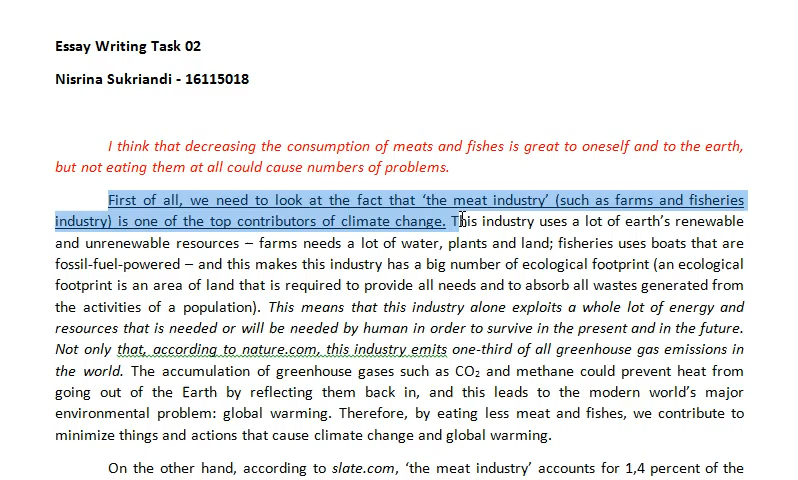 Essay Writing Task 02
Nisrina Sukriandi - 16115018
I think that decreasing the consumption of meats and fishes is great to oneself and to the earth,
but not eating them at all could cause numbers of problems.
First of all, we need to look at the fact that ‘the meat industry’ (such as farms and fisheries
industry) is one of the top contributors of climate change. This industry uses a lot of earth’s renewable
and unrenewable resources – farms needs a lot of water, plants and land; fisheries uses boats that are
fossil-fuel-powered – and this makes this industry has a big number of ecological footprint (an ecological
footprint is an area of land that is required to provide all needs and to absorb all wastes generated from
the activities of a population). This means that this industry alone exploits a whole lot of energy and
resources that is needed or will be needed by human in order to survive in the present and in the future.
Not only that, according to nature.com, this industry emits one-third of all greenhouse gas emissions in
the world. The accumulation of greenhouse gases such as CO₂ and methane could prevent heat from
going out of the Earth by reflecting them back in, and this leads to the modern world’s major
environmental problem: global warming. Therefore, by eating less meat and fishes, we contribute to
minimize things and actions that cause climate change and global warming.
On the other hand, according to slate.com, ‘the meat industry’ accounts for 1,4 percent of the